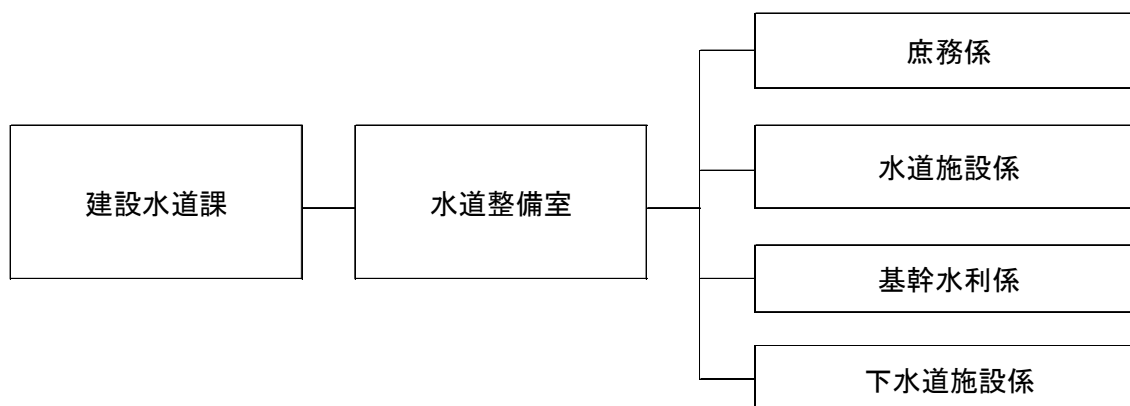 建設水道課
水道整備室
庶務係
水道施設係
基幹水利係
下水道施設係